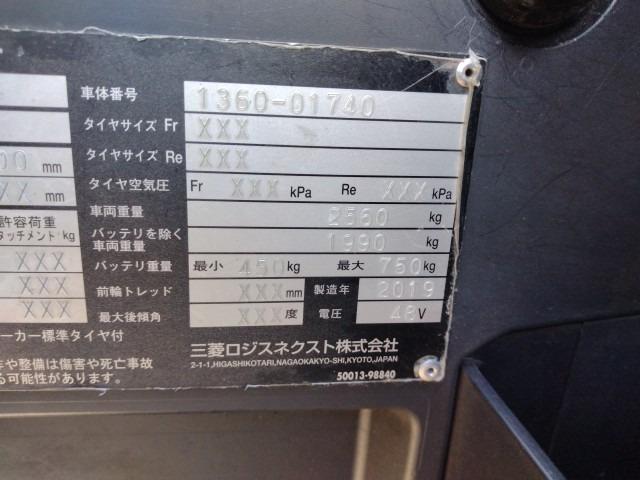 車体番号 1360-01740
タイヤサイズ Fr XXX
タイヤサイズ Re XXX
00 mm タイヤ空気圧 Fr XXX kPa Re XXX kPa
XX mm 車両重量 2560 kg
許容荷重 バッテリを除く
タッチメント kg 車両重量 1990 kg
XXX バッテリ重量 最小 450 kg 最大 750 kg
XXX 前輪トレッド XXX mm 製造年 2019
XXX 最大後傾角 XXX 度 電圧 48 V
ーカー標準タイヤ付
や整備は傷害や死亡事故
る可能性があります。
三菱ロジスネクスト株式会社
2-1-1,HIGASHIKOTARI,NAGAOKAKYO-SHI,KYOTO,JAPAN
50013-98840